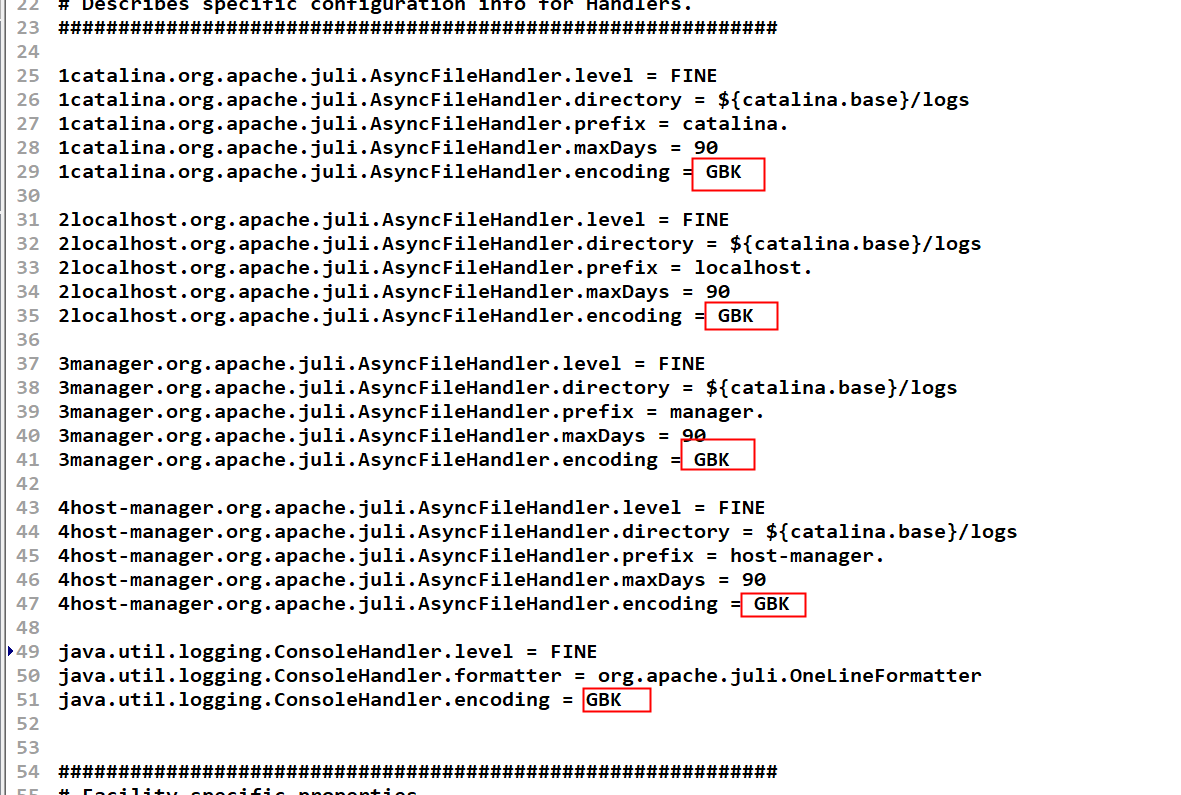 22 # Describes specific configuration info for Handlers.
23 ############################################################
24
25 1catalina.org.apache.juli.AsyncFileHandler.level = FINE
26 1catalina.org.apache.juli.AsyncFileHandler.directory = ${catalina.base}/logs
27 1catalina.org.apache.juli.AsyncFileHandler.prefix = catalina.
28 1catalina.org.apache.juli.AsyncFileHandler.maxDays = 90
29 1catalina.org.apache.juli.AsyncFileHandler.encoding = GBK
30
31 2localhost.org.apache.juli.AsyncFileHandler.level = FINE
32 2localhost.org.apache.juli.AsyncFileHandler.directory = ${catalina.base}/logs
33 2localhost.org.apache.juli.AsyncFileHandler.prefix = localhost.
34 2localhost.org.apache.juli.AsyncFileHandler.maxDays = 90
35 2localhost.org.apache.juli.AsyncFileHandler.encoding = GBK
36
37 3manager.org.apache.juli.AsyncFileHandler.level = FINE
38 3manager.org.apache.juli.AsyncFileHandler.directory = ${catalina.base}/logs
39 3manager.org.apache.juli.AsyncFileHandler.prefix = manager.
40 3manager.org.apache.juli.AsyncFileHandler.maxDays = 90
41 3manager.org.apache.juli.AsyncFileHandler.encoding = GBK
42
43 4host-manager.org.apache.juli.AsyncFileHandler.level = FINE
44 4host-manager.org.apache.juli.AsyncFileHandler.directory = ${catalina.base}/logs
45 4host-manager.org.apache.juli.AsyncFileHandler.prefix = host-manager.
46 4host-manager.org.apache.juli.AsyncFileHandler.maxDays = 90
47 4host-manager.org.apache.juli.AsyncFileHandler.encoding = GBK
48
49 java.util.logging.ConsoleHandler.level = FINE
50 java.util.logging.ConsoleHandler.formatter = org.apache.juli.OneLineFormatter
51 java.util.logging.ConsoleHandler.encoding = GBK
52
53
54 ############################################################
55 # Facility specific properties